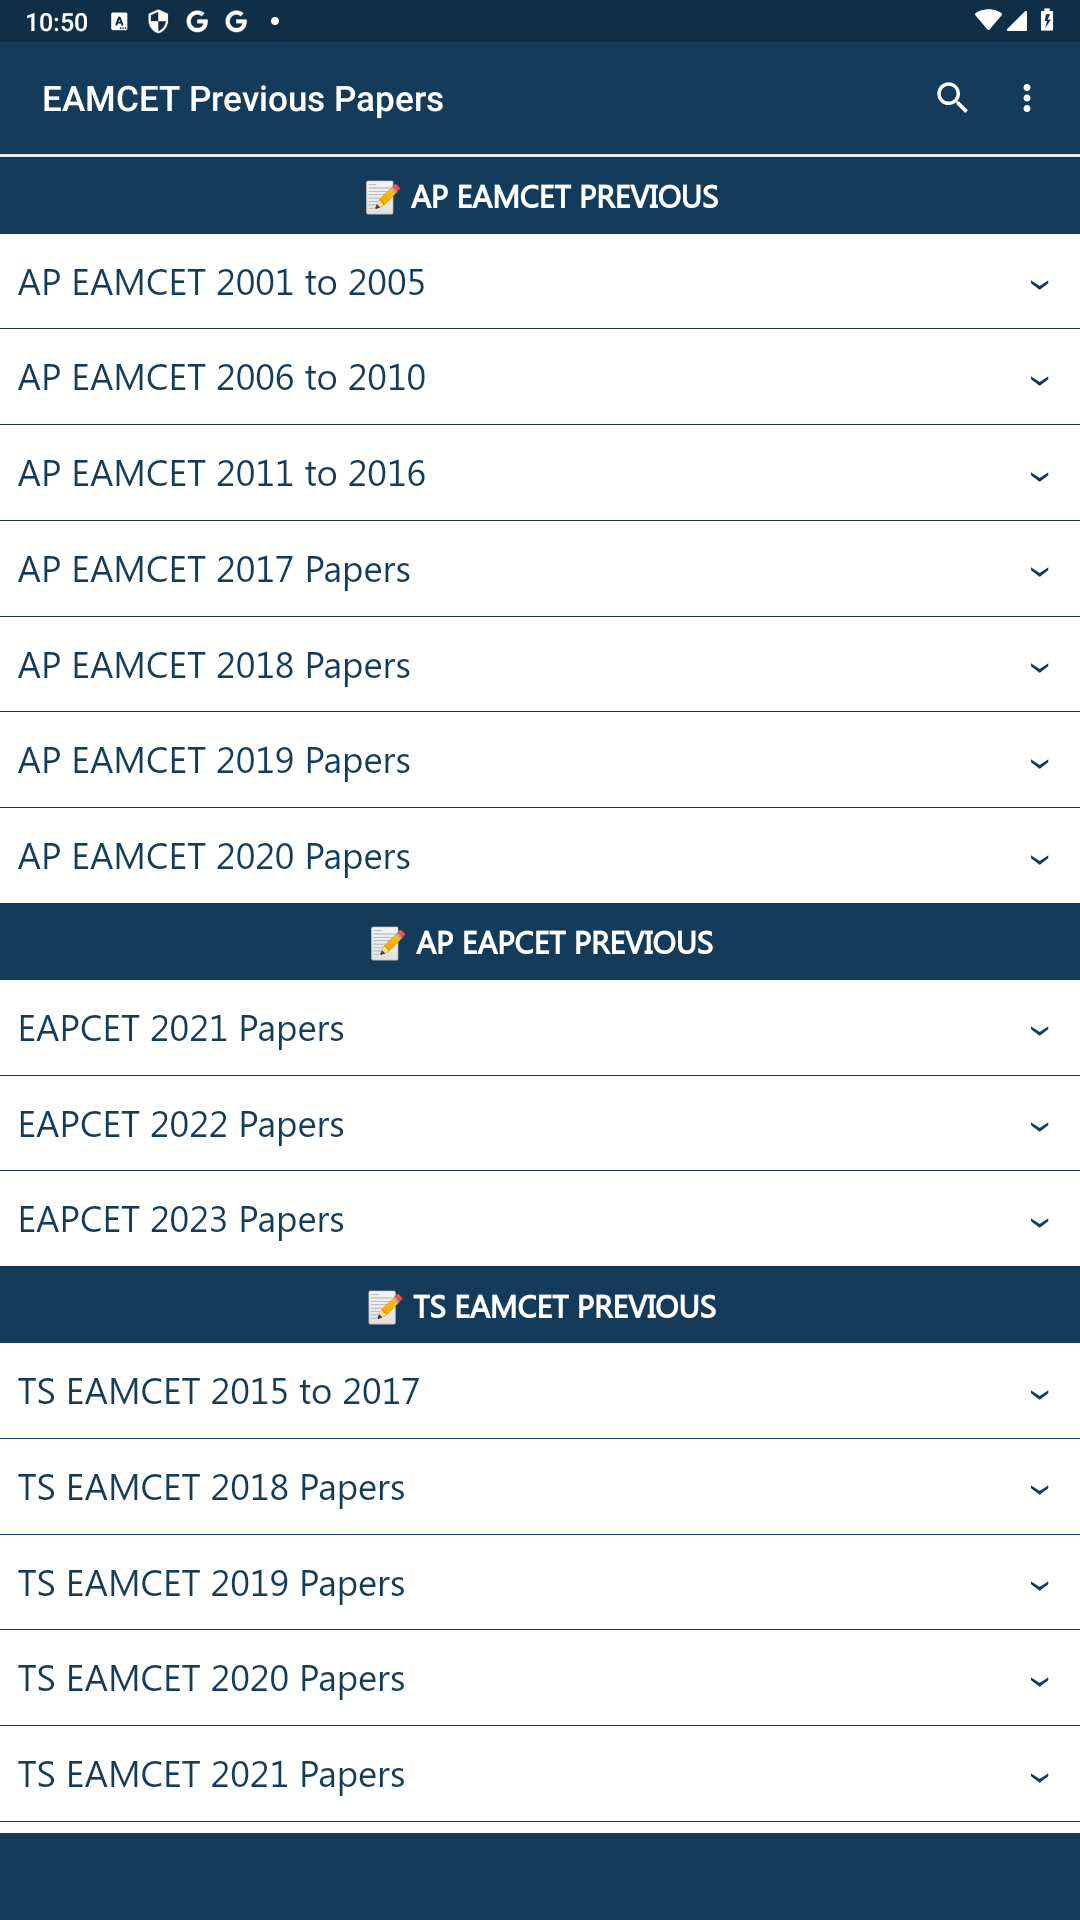 10:50
EAMCET Previous Papers
📝 AP EAMCET PREVIOUS
AP EAMCET 2001 to 2005
AP EAMCET 2006 to 2010
AP EAMCET 2011 to 2016
AP EAMCET 2017 Papers
AP EAMCET 2018 Papers
AP EAMCET 2019 Papers
AP EAMCET 2020 Papers
📝 AP EAPCET PREVIOUS
EAPCET 2021 Papers
EAPCET 2022 Papers
EAPCET 2023 Papers
📝 TS EAMCET PREVIOUS
TS EAMCET 2015 to 2017
TS EAMCET 2018 Papers
TS EAMCET 2019 Papers
TS EAMCET 2020 Papers
TS EAMCET 2021 Papers